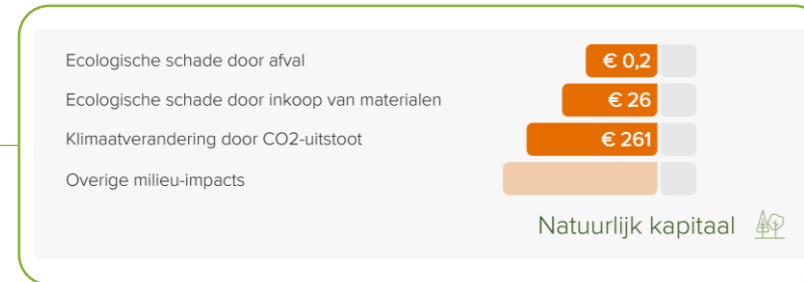 Ecologische schade door afval € 0,2
Ecologische schade door inkoop van materialen € 26
Klimaatverandering door CO2-uitstoot € 261
Overige milieu-impacts
Natuurlijk kapitaal